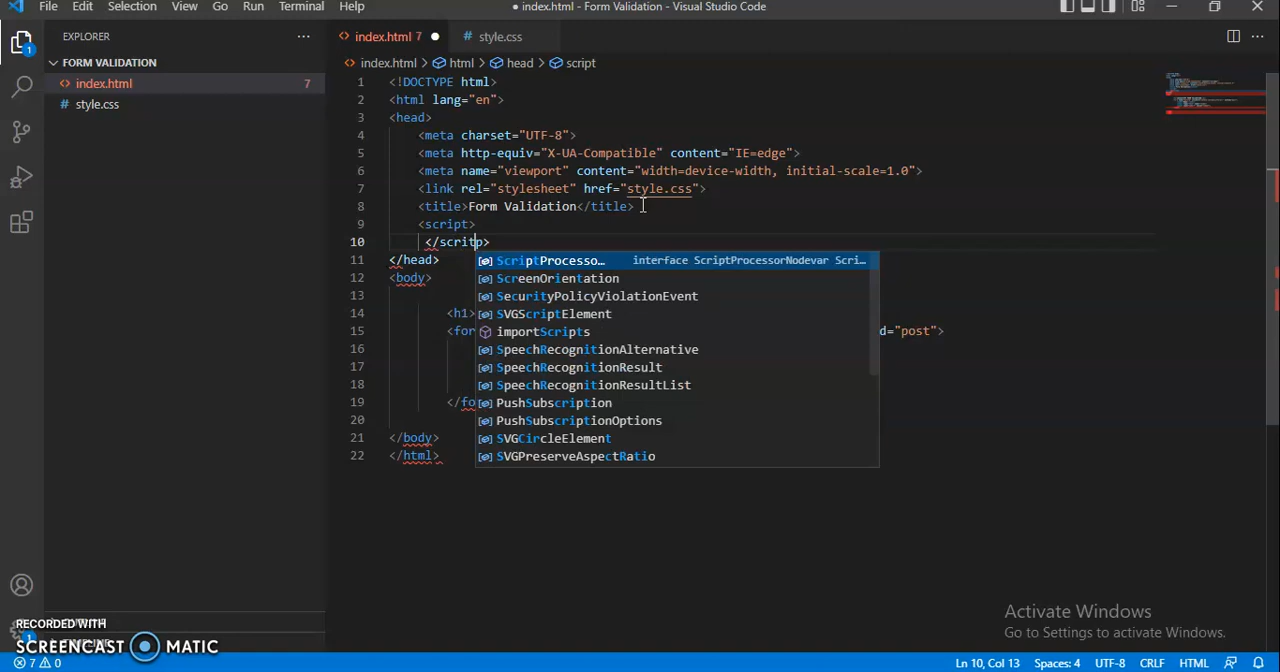 File Edit Selection View Go Run Terminal Help
● index.html - Form Validation - Visual Studio Code
EXPLORER ···
1
FORM VALIDATION
<> index.html 7
# style.css
<> index.html 7 ●
# style.css
<> index.html > html > head > script
1 <!DOCTYPE html>
2 <html lang="en">
3 <head>
4 <meta charset="UTF-8">
5 <meta http-equiv="X-UA-Compatible" content="IE=edge">
6 <meta name="viewport" content="width=device-width, initial-scale=1.0">
7 <link rel="stylesheet" href="style.css">
8 <title>Form Validation</title>
9 <script>
10 </scritp>
11 </head>
12 <body>
13
14 <h1>
15 <for d="post">
16
17
18
19 </fo
20
21 </body>
22 </html>
ScriptProcesso… interface ScriptProcessorNodevar Scri…
ScreenOrientation
SecurityPolicyViolationEvent
SVGScriptElement
importScripts
SpeechRecognitionAlternative
SpeechRecognitionResult
SpeechRecognitionResultList
PushSubscription
PushSubscriptionOptions
SVGCircleElement
SVGPreserveAspectRatio
Activate Windows
Go to Settings to activate Windows.
RECORDED WITH
1
SCREENCAST MATIC
7 0
Ln 10, Col 13 Spaces: 4 UTF-8 CRLF HTML